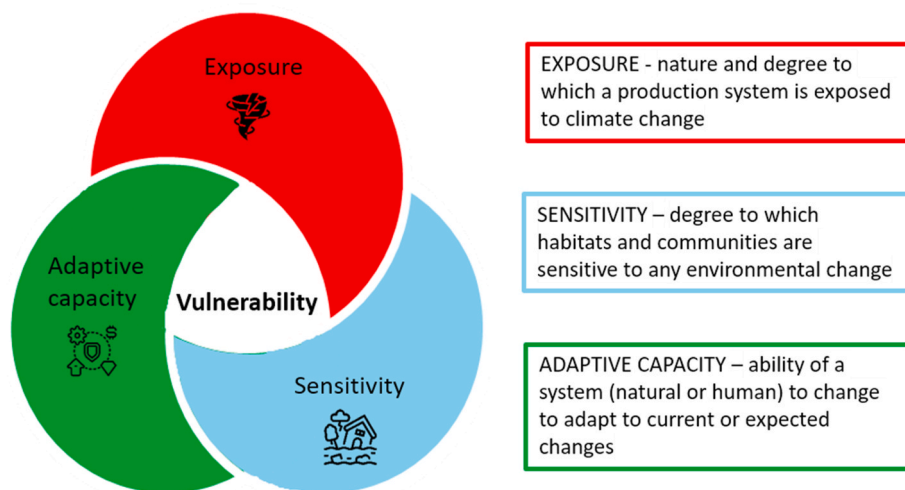 Exposure
Adaptive
capacity
Vulnerability
Sensitivity
EXPOSURE - nature and degree to
which a production system is exposed
to climate change
SENSITIVITY – degree to which
habitats and communities are
sensitive to any environmental change
ADAPTIVE CAPACITY – ability of a
system (natural or human) to change
to adapt to current or expected
changes